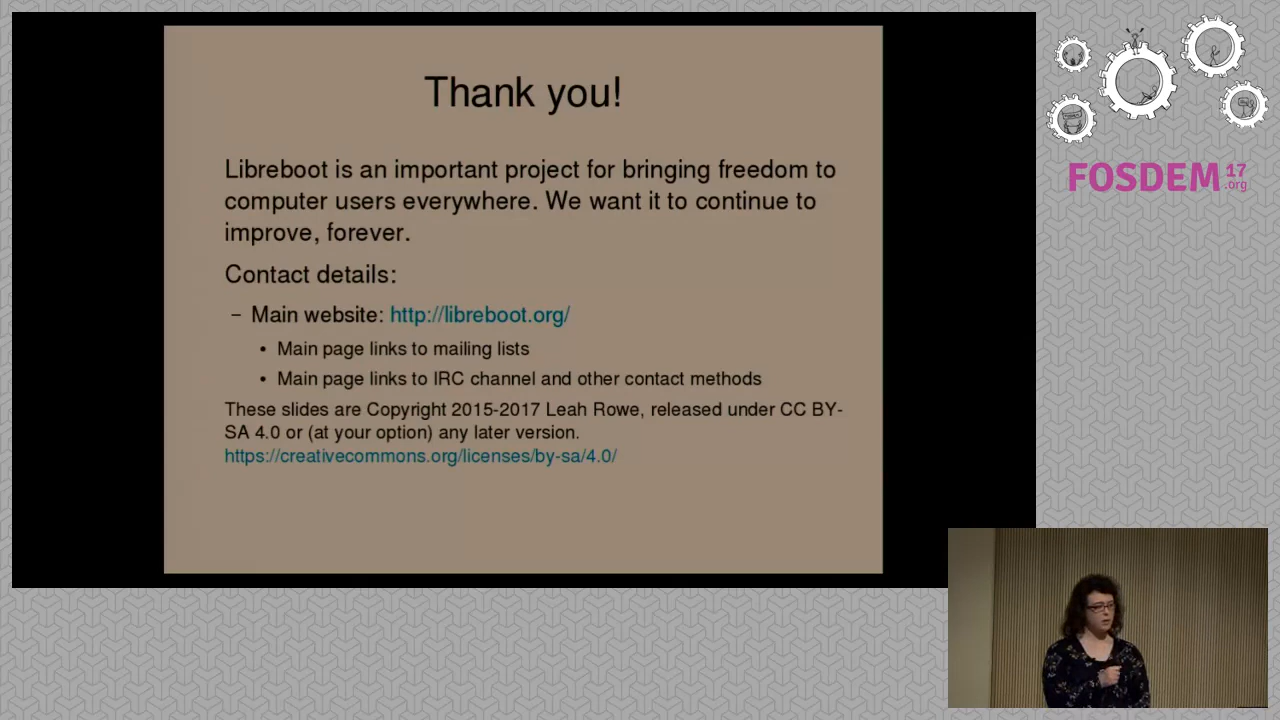 Thank you!
Libreboot is an important project for bringing freedom to
computer users everywhere. We want it to continue to
improve, forever.
Contact details:
– Main website: http://libreboot.org/
• Main page links to mailing lists
• Main page links to IRC channel and other contact methods
These slides are Copyright 2015-2017 Leah Rowe, released under CC BY-
SA 4.0 or (at your option) any later version.
https://creativecommons.org/licenses/by-sa/4.0/
FOSDEM 17
.org